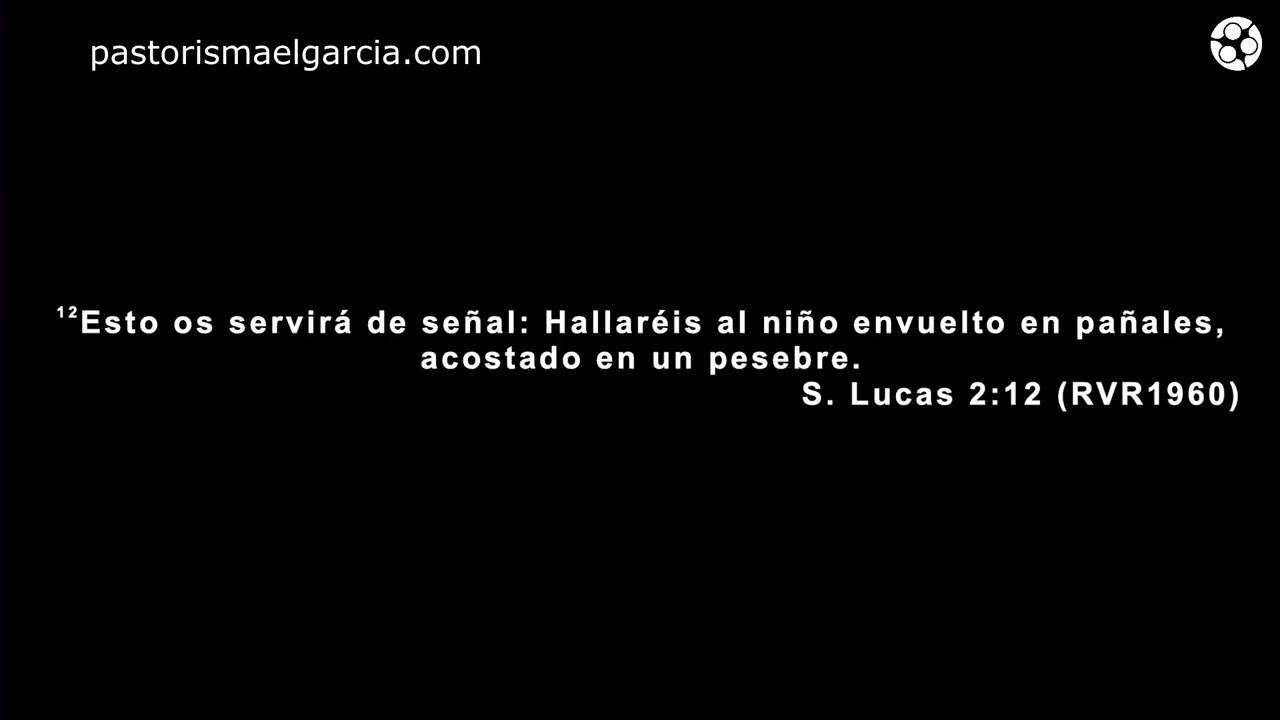 pastorismaelgarcia.com
¹²Esto os servirá de señal: Hallaréis al niño envuelto en pañales,
acostado en un pesebre.
S. Lucas 2:12 (RVR1960)